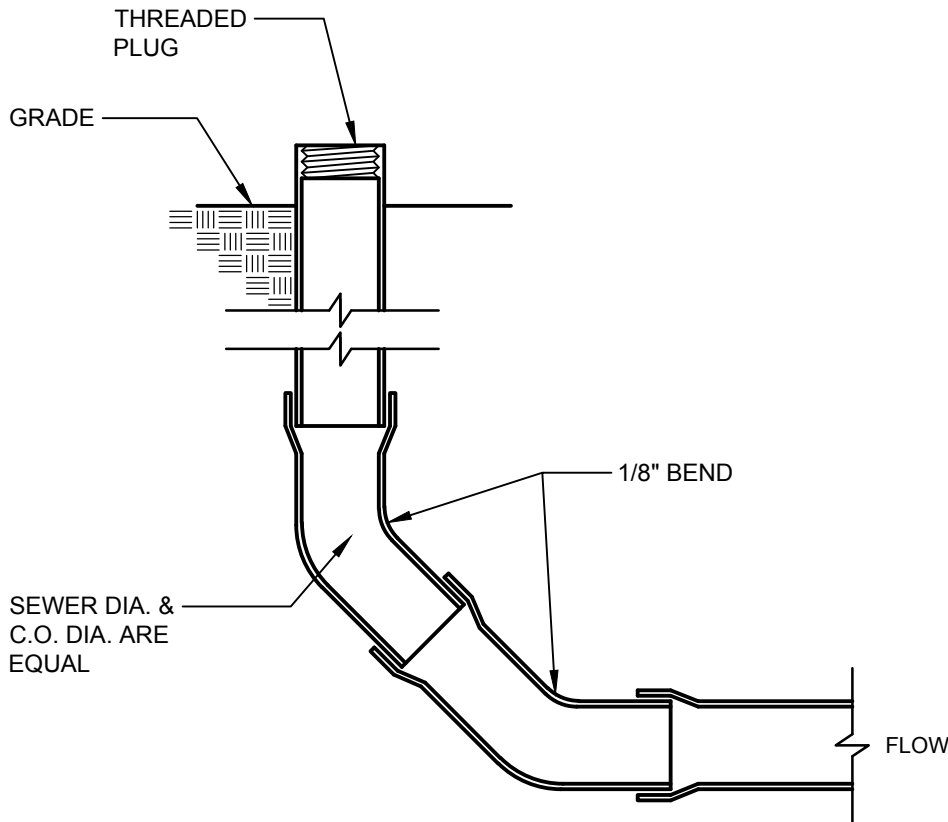 THREADED
PLUG
GRADE
1/8" BEND
SEWER DIA. &
C.O. DIA. ARE
EQUAL
FLOW